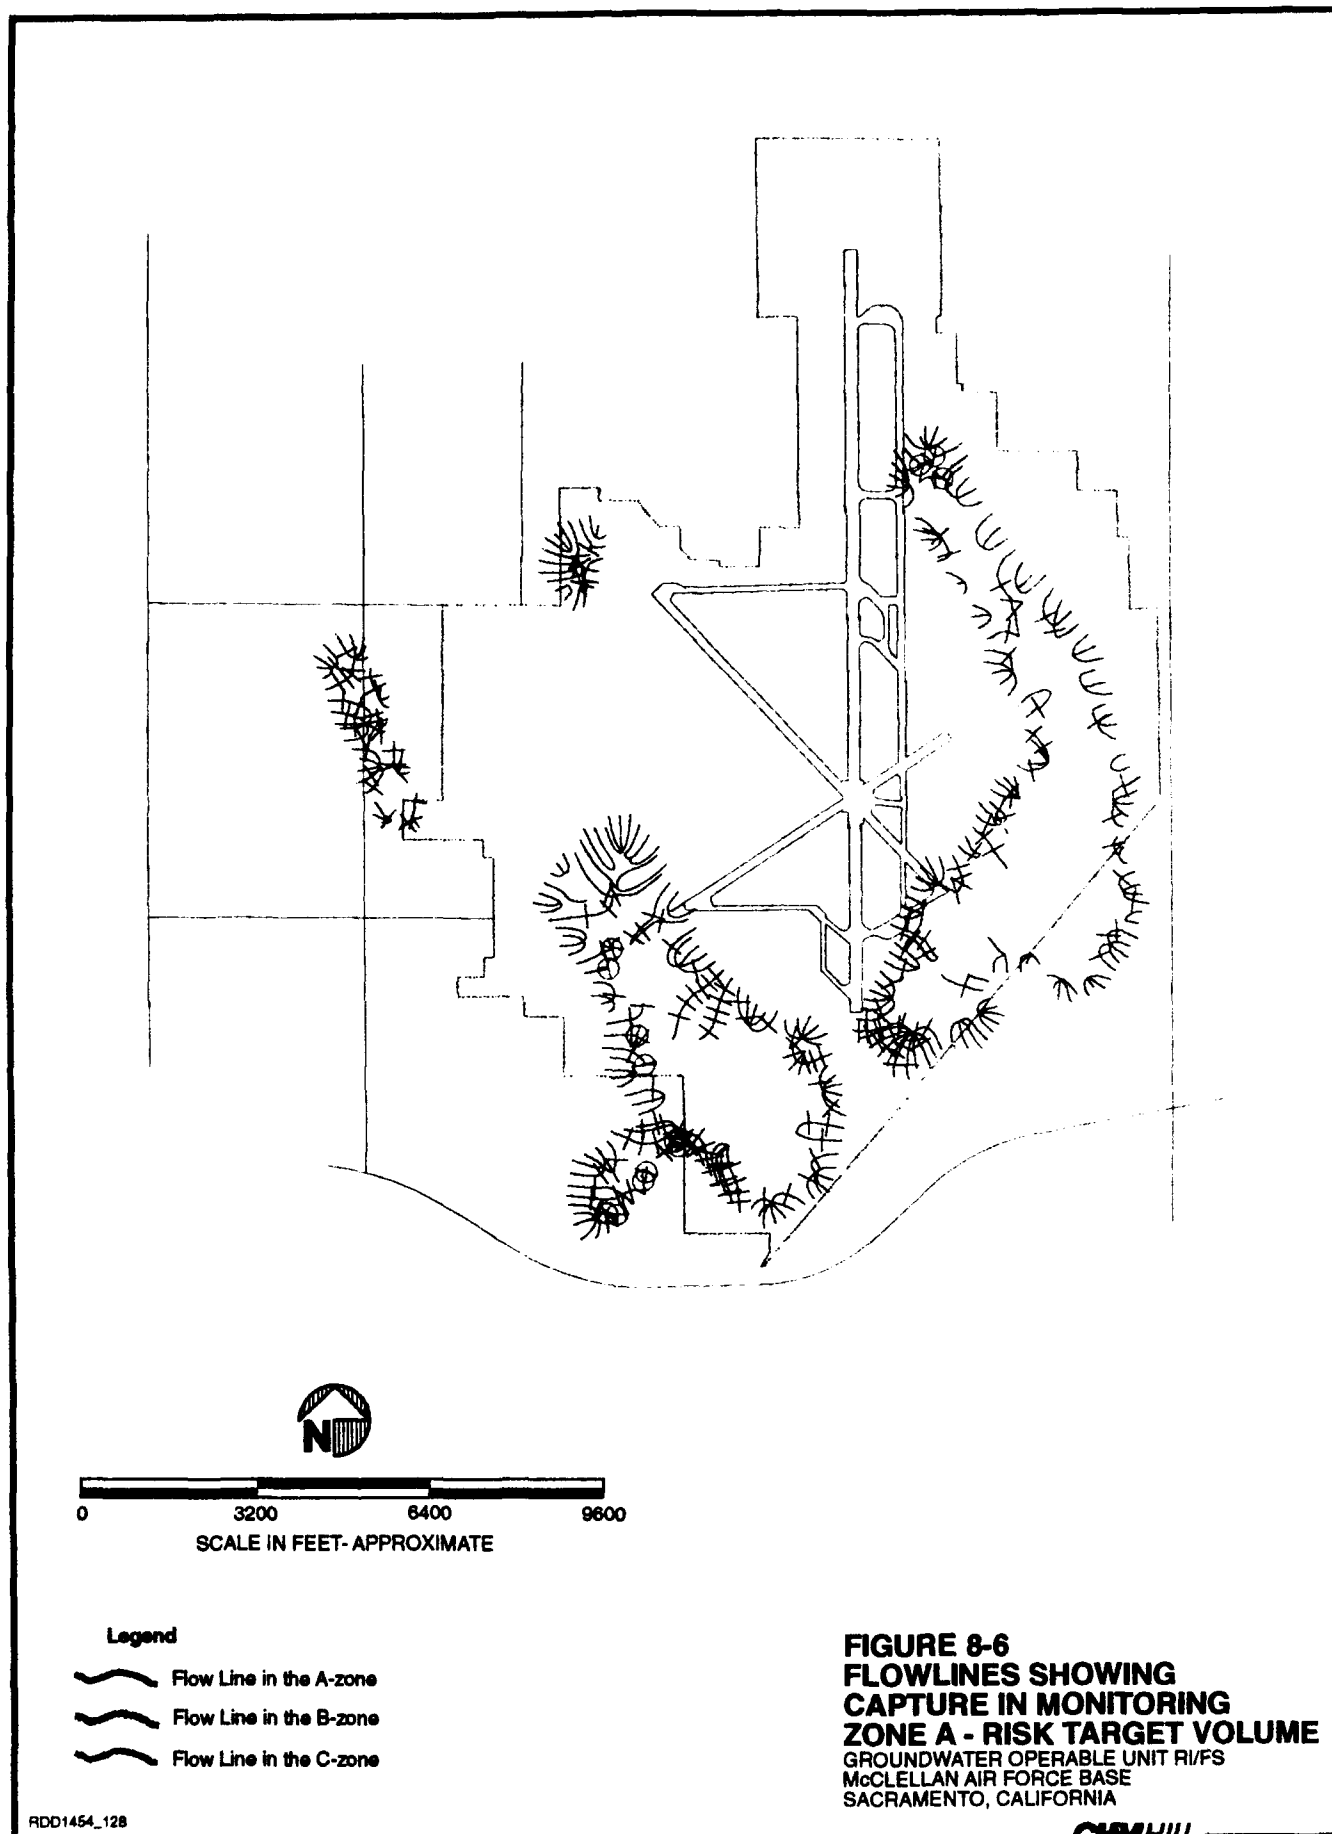 N
0 3200 6400 9600
SCALE IN FEET- APPROXIMATE
Legend
Flow Line in the A-zone
Flow Line in the B-zone
Flow Line in the C-zone
RDD1454_128
FIGURE 8-6
FLOWLINES SHOWING
CAPTURE IN MONITORING
ZONE A - RISK TARGET VOLUME
GROUNDWATER OPERABLE UNIT RI/FS
McCLELLAN AIR FORCE BASE
SACRAMENTO, CALIFORNIA